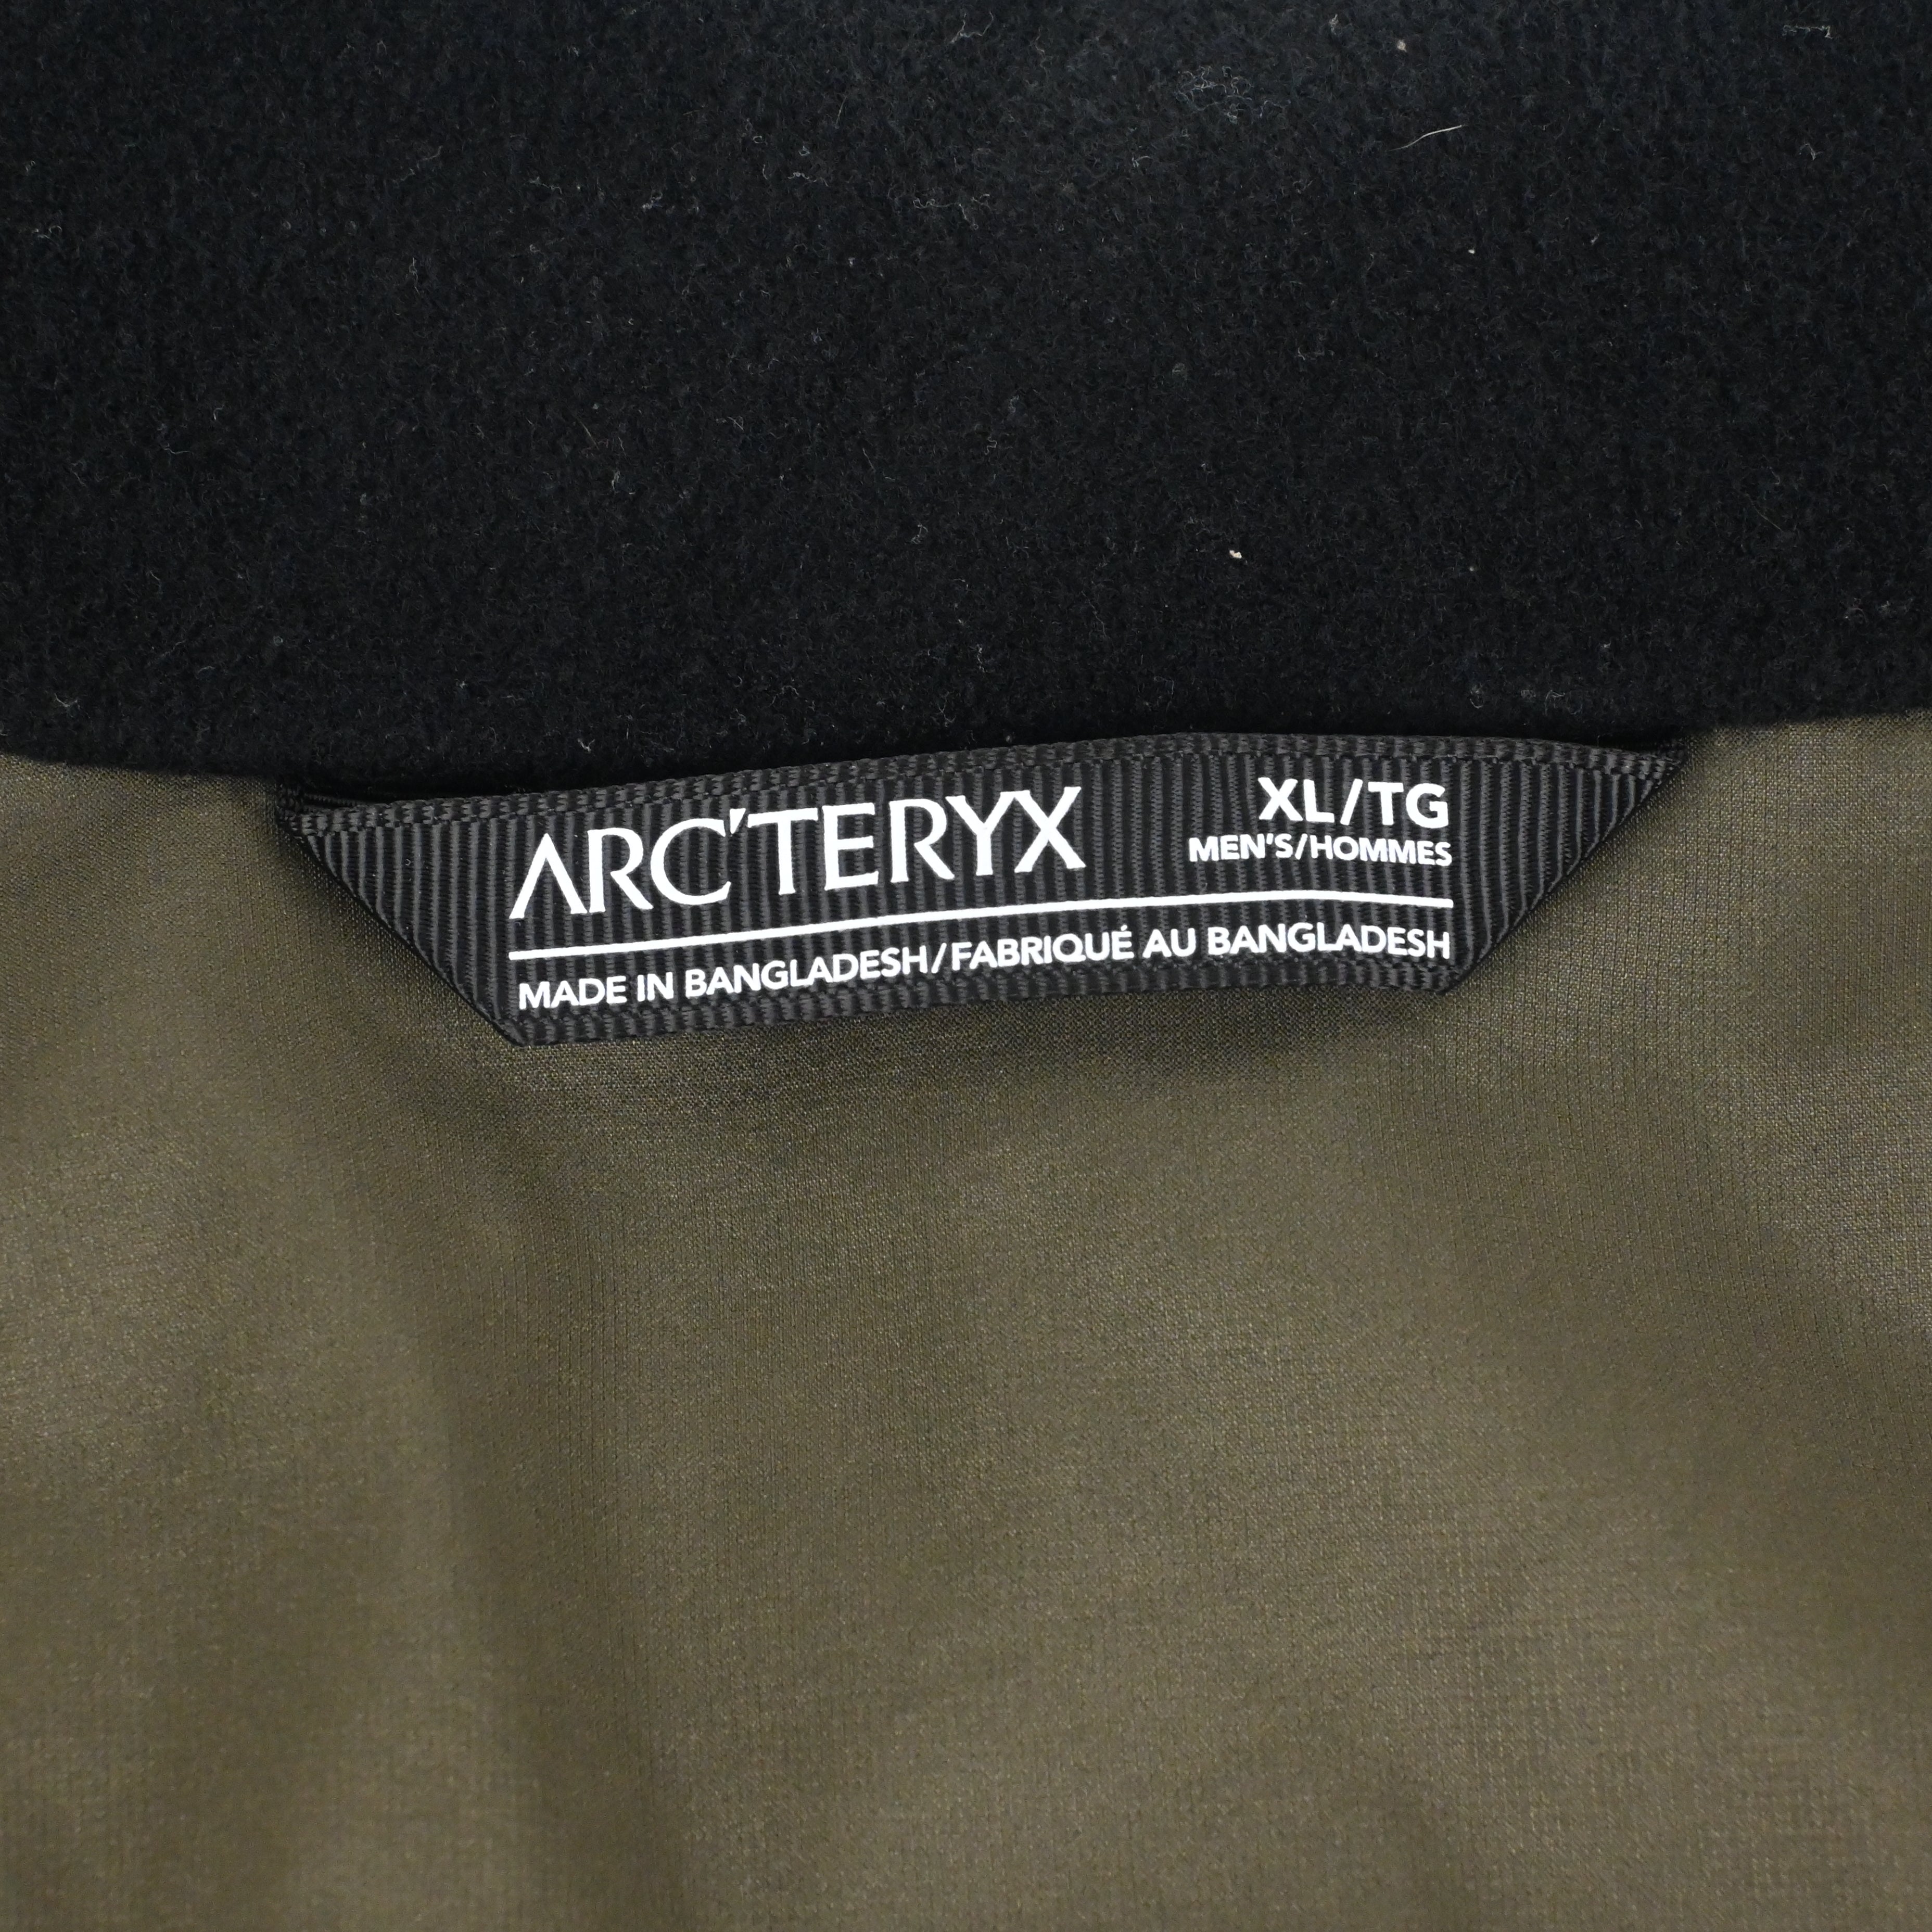 ARC'TERYX
XL/TG
MEN'S/HOMMES
MADE IN BANGLADESH/FABRIQUÉ AU BANGLADESH